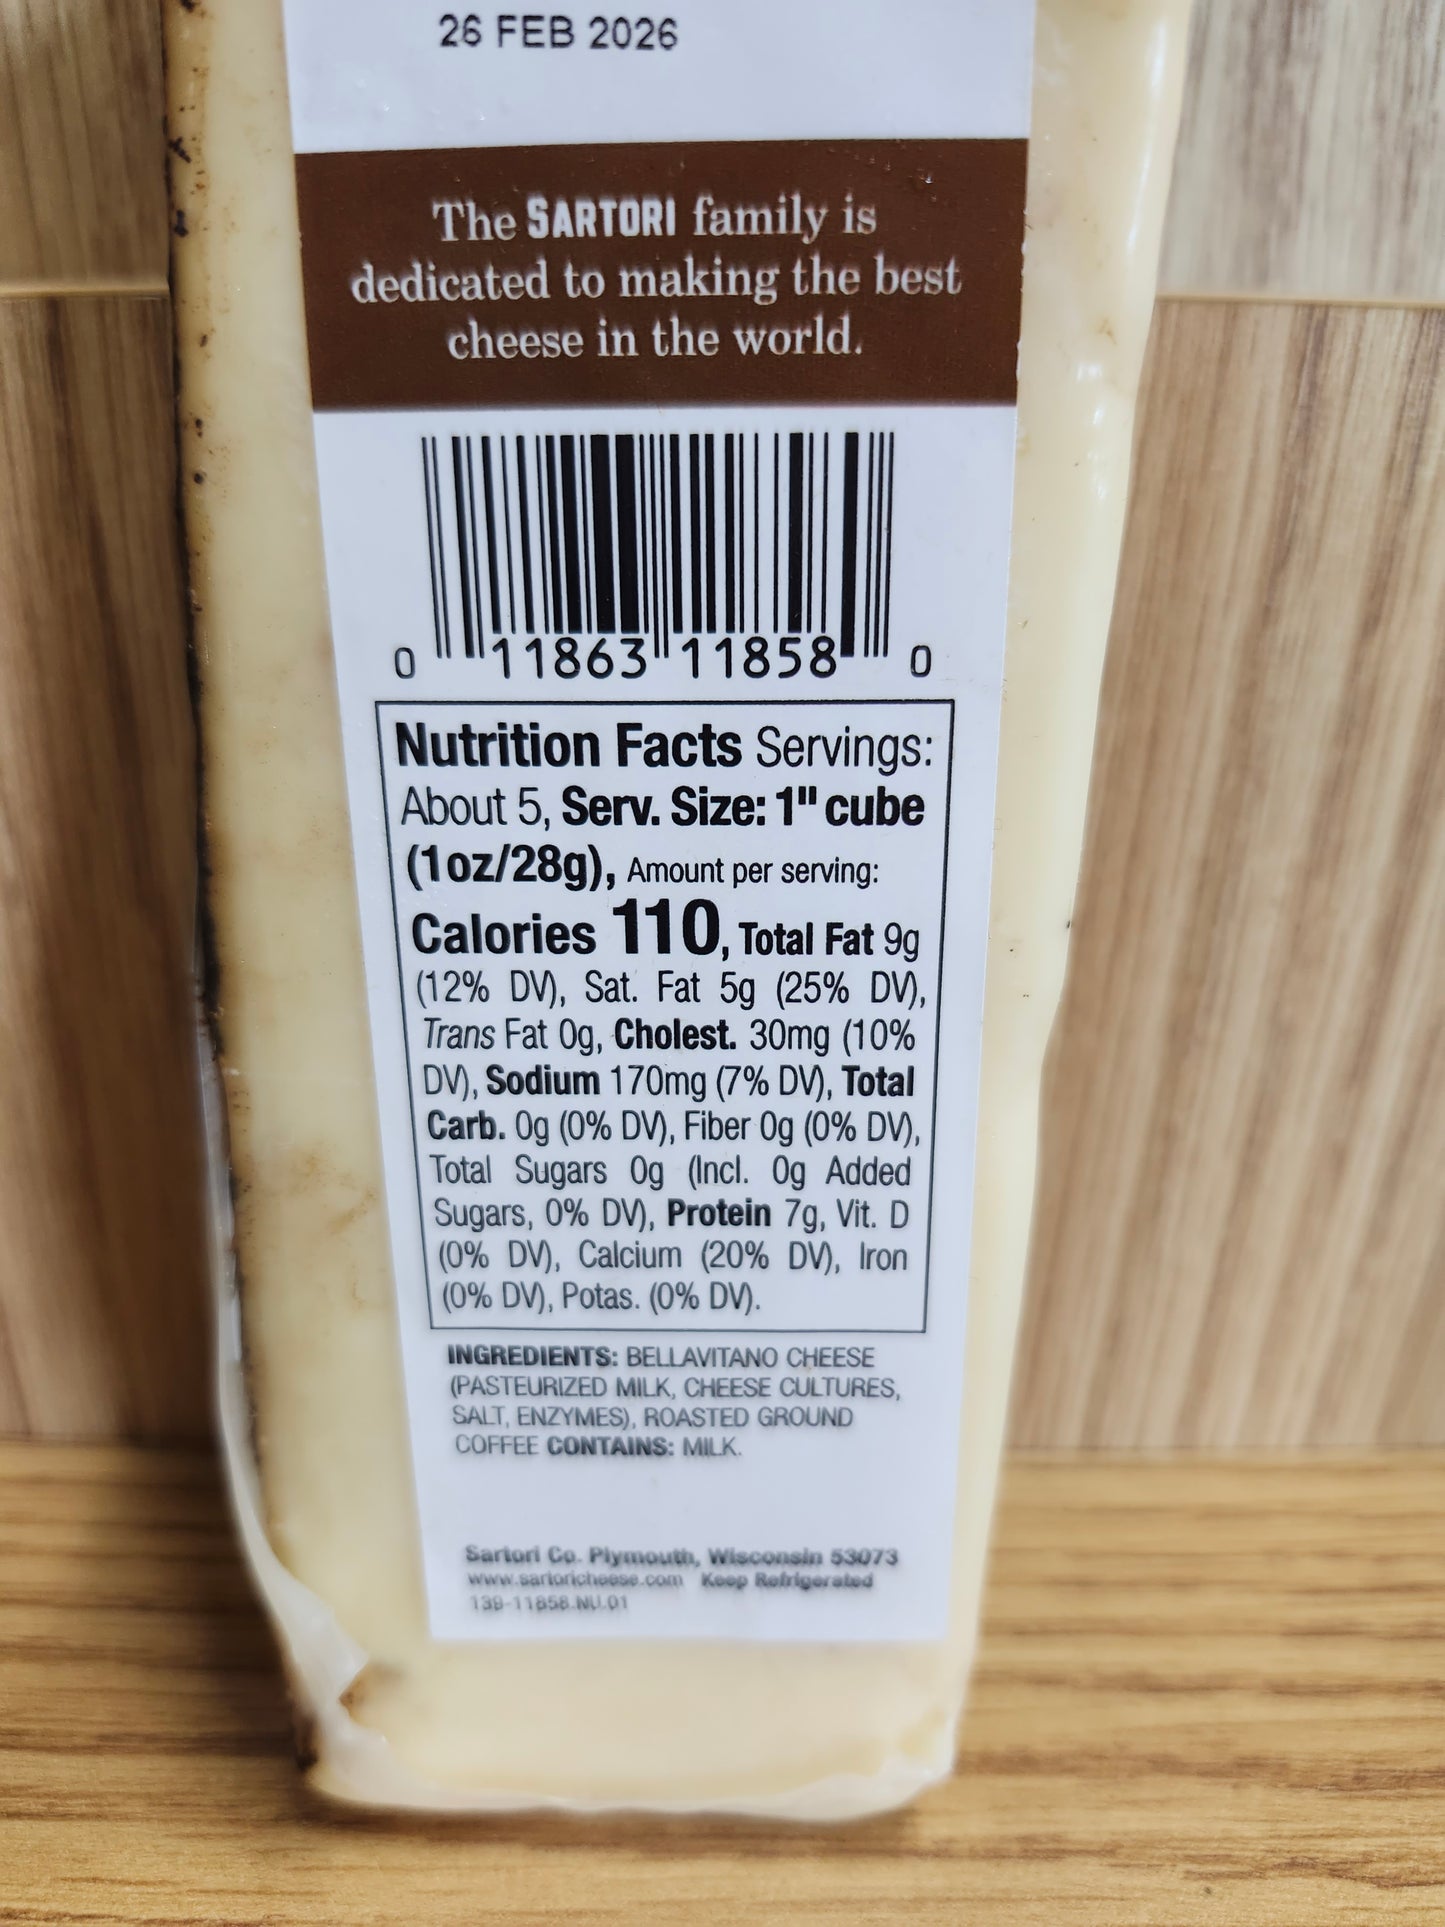 26 FEB 2026
The SARTORI family is
dedicated to making the best
cheese in the world.
0 11863 11858 0
Nutrition Facts Servings:
About 5, Serv. Size: 1" cube
(1oz/28g), Amount per serving:
Calories 110, Total Fat 9g
(12% DV), Sat. Fat 5g (25% DV),
Trans Fat 0g, Cholest. 30mg (10%
DV), Sodium 170mg (7% DV), Total
Carb. 0g (0% DV), Fiber 0g (0% DV),
Total Sugars 0g (Incl. 0g Added
Sugars, 0% DV), Protein 7g, Vit. D
(0% DV), Calcium (20% DV), Iron
(0% DV), Potas. (0% DV).
INGREDIENTS: BELLAVITANO CHEESE
(PASTEURIZED MILK, CHEESE CULTURES,
SALT, ENZYMES), ROASTED GROUND
COFFEE CONTAINS: MILK.
Sartori Co. Plymouth, Wisconsin 53073
www.sartoricheese.com Keep Refrigerated
139-11858.NU.01